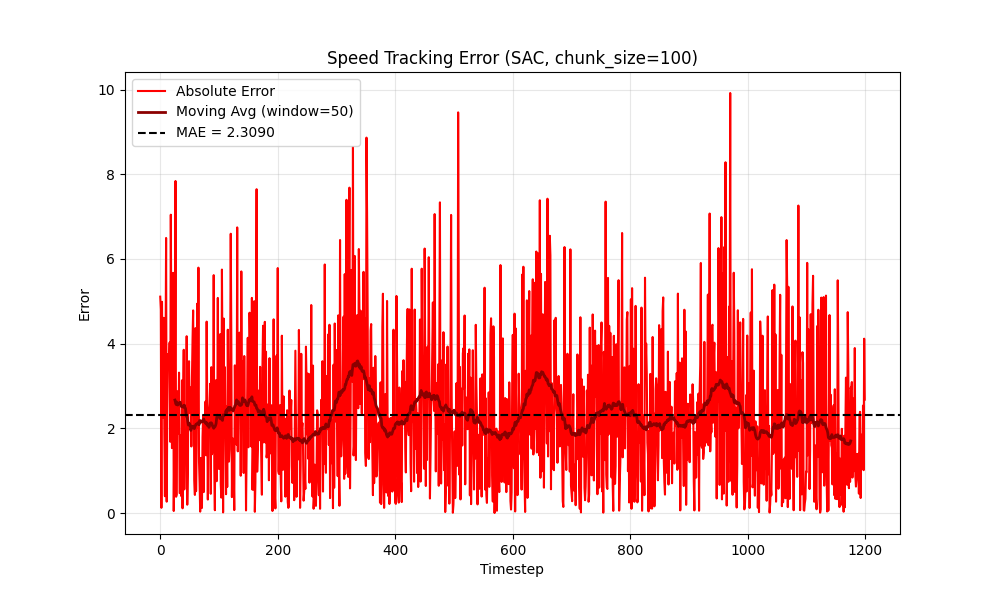 Speed Tracking Error (SAC, chunk_size=100)
Absolute Error
Moving Avg (window=50)
MAE = 2.3090
10
8
6
4
2
0
Error
0 200 400 600 800 1000 1200
Timestep